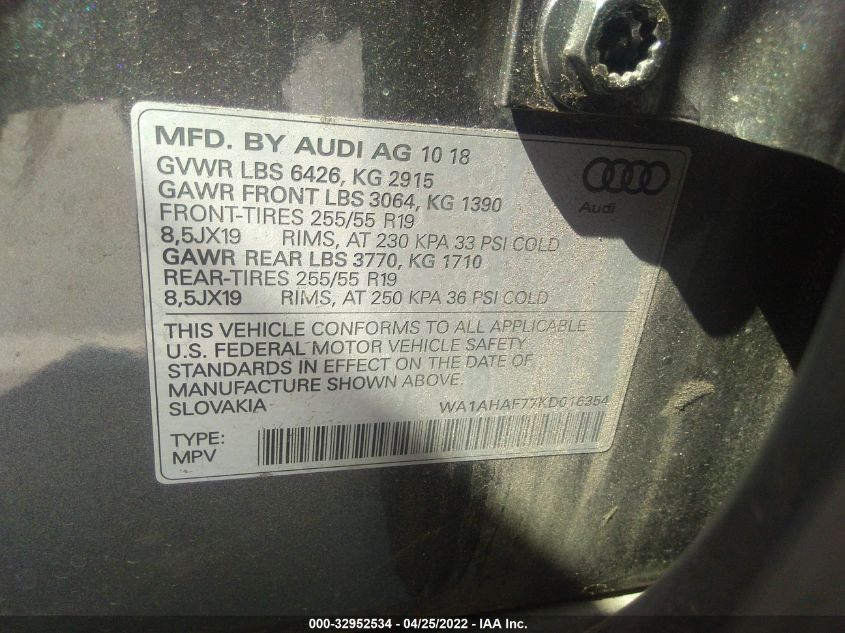 MFD. BY AUDI AG 10 18
GVWR LBS 6426, KG 2915
GAWR FRONT LBS 3064, KG 1390
FRONT-TIRES 255/55 R19
8,5JX19 RIMS, AT 230 KPA 33 PSI COLD
GAWR REAR LBS 3770, KG 1710
REAR-TIRES 255/55 R19
8,5JX19 RIMS, AT 250 KPA 36 PSI COLD
Audi
THIS VEHICLE CONFORMS TO ALL APPLICABLE
U.S. FEDERAL MOTOR VEHICLE SAFETY
STANDARDS IN EFFECT ON THE DATE OF
MANUFACTURE SHOWN ABOVE.
SLOVAKIA WA1AHAF77KD016354
TYPE:
MPV
000-32952534 - 04/25/2022 - IAA Inc.